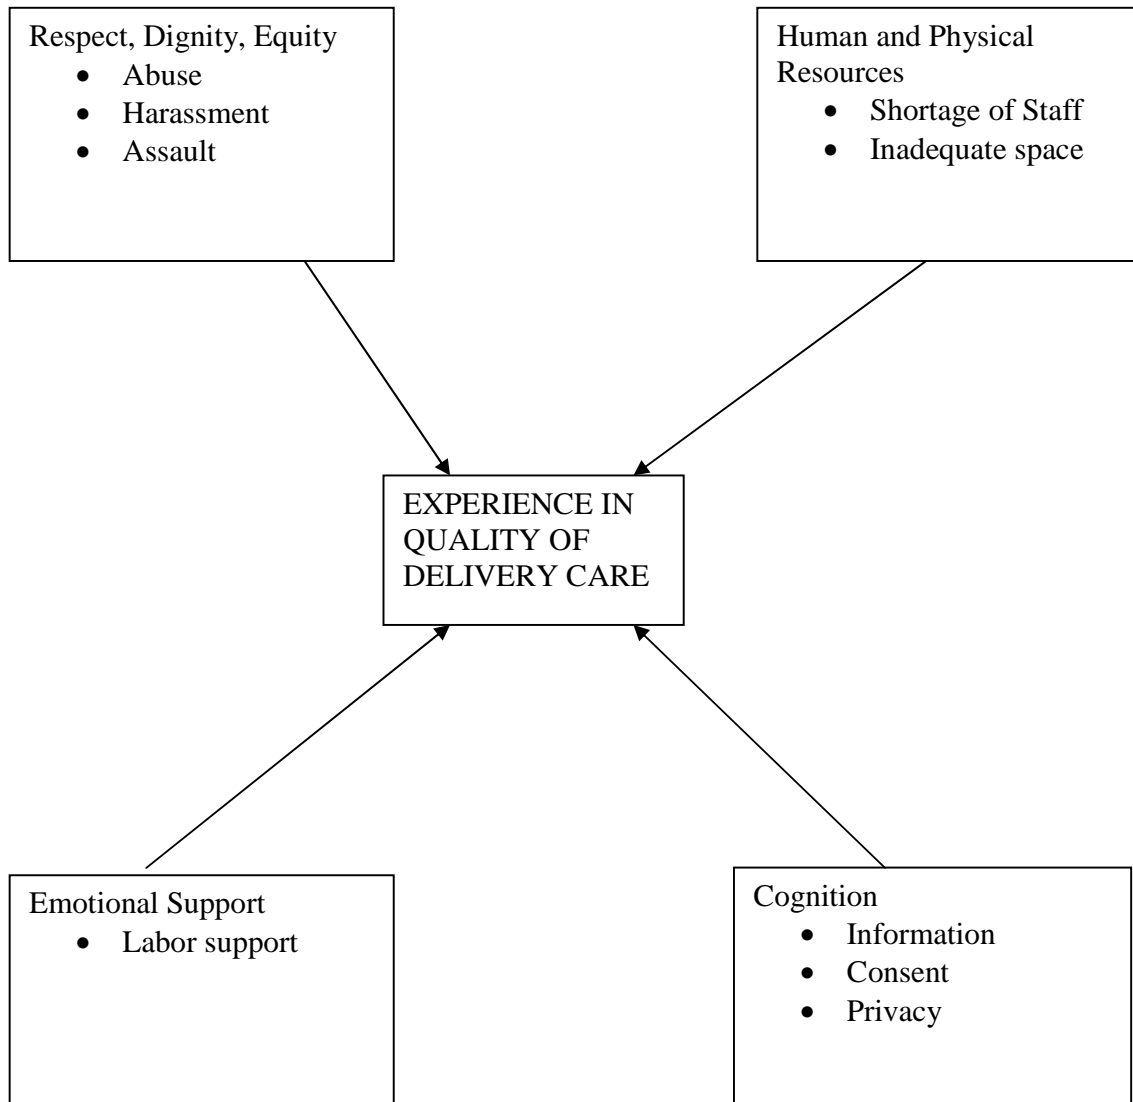 Respect, Dignity, Equity
• Abuse
• Harassment
• Assault
Human and Physical
Resources
• Shortage of Staff
• Inadequate space
EXPERIENCE IN
QUALITY OF
DELIVERY CARE
Emotional Support
• Labor support
Cognition
• Information
• Consent
• Privacy